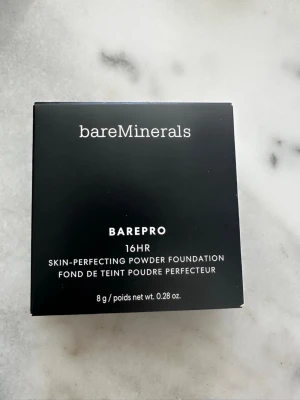 bareMinerals
BAREPRO
16HR
SKIN-PERFECTING POWDER FOUNDATION
FOND DE TEINT POUDRE PERFECTEUR
8 g / poids net wt. 0.28 oz.